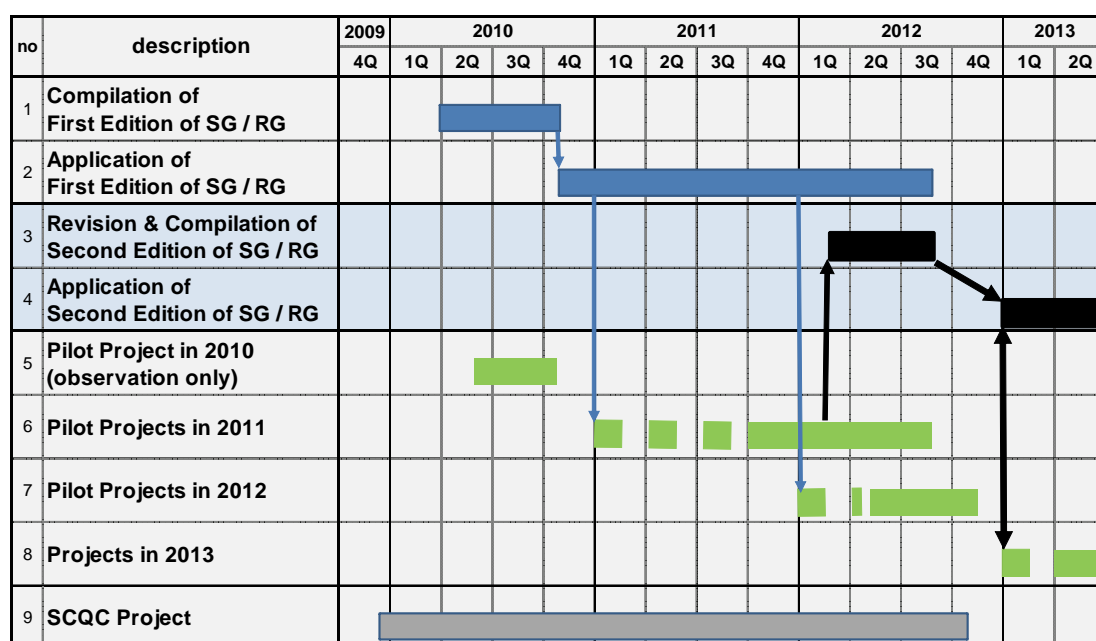 no description 2009 2010 2011 2012 2013
4Q 1Q 2Q 3Q 4Q 1Q 2Q 3Q 4Q 1Q 2Q 3Q 4Q 1Q 2Q
1 Compilation of
First Edition of SG / RG
2 Application of
First Edition of SG / RG
3 Revision & Compilation of
Second Edition of SG / RG
4 Application of
Second Edition of SG / RG
5 Pilot Project in 2010
(observation only)
6 Pilot Projects in 2011
7 Pilot Projects in 2012
8 Projects in 2013
9 SCQC Project